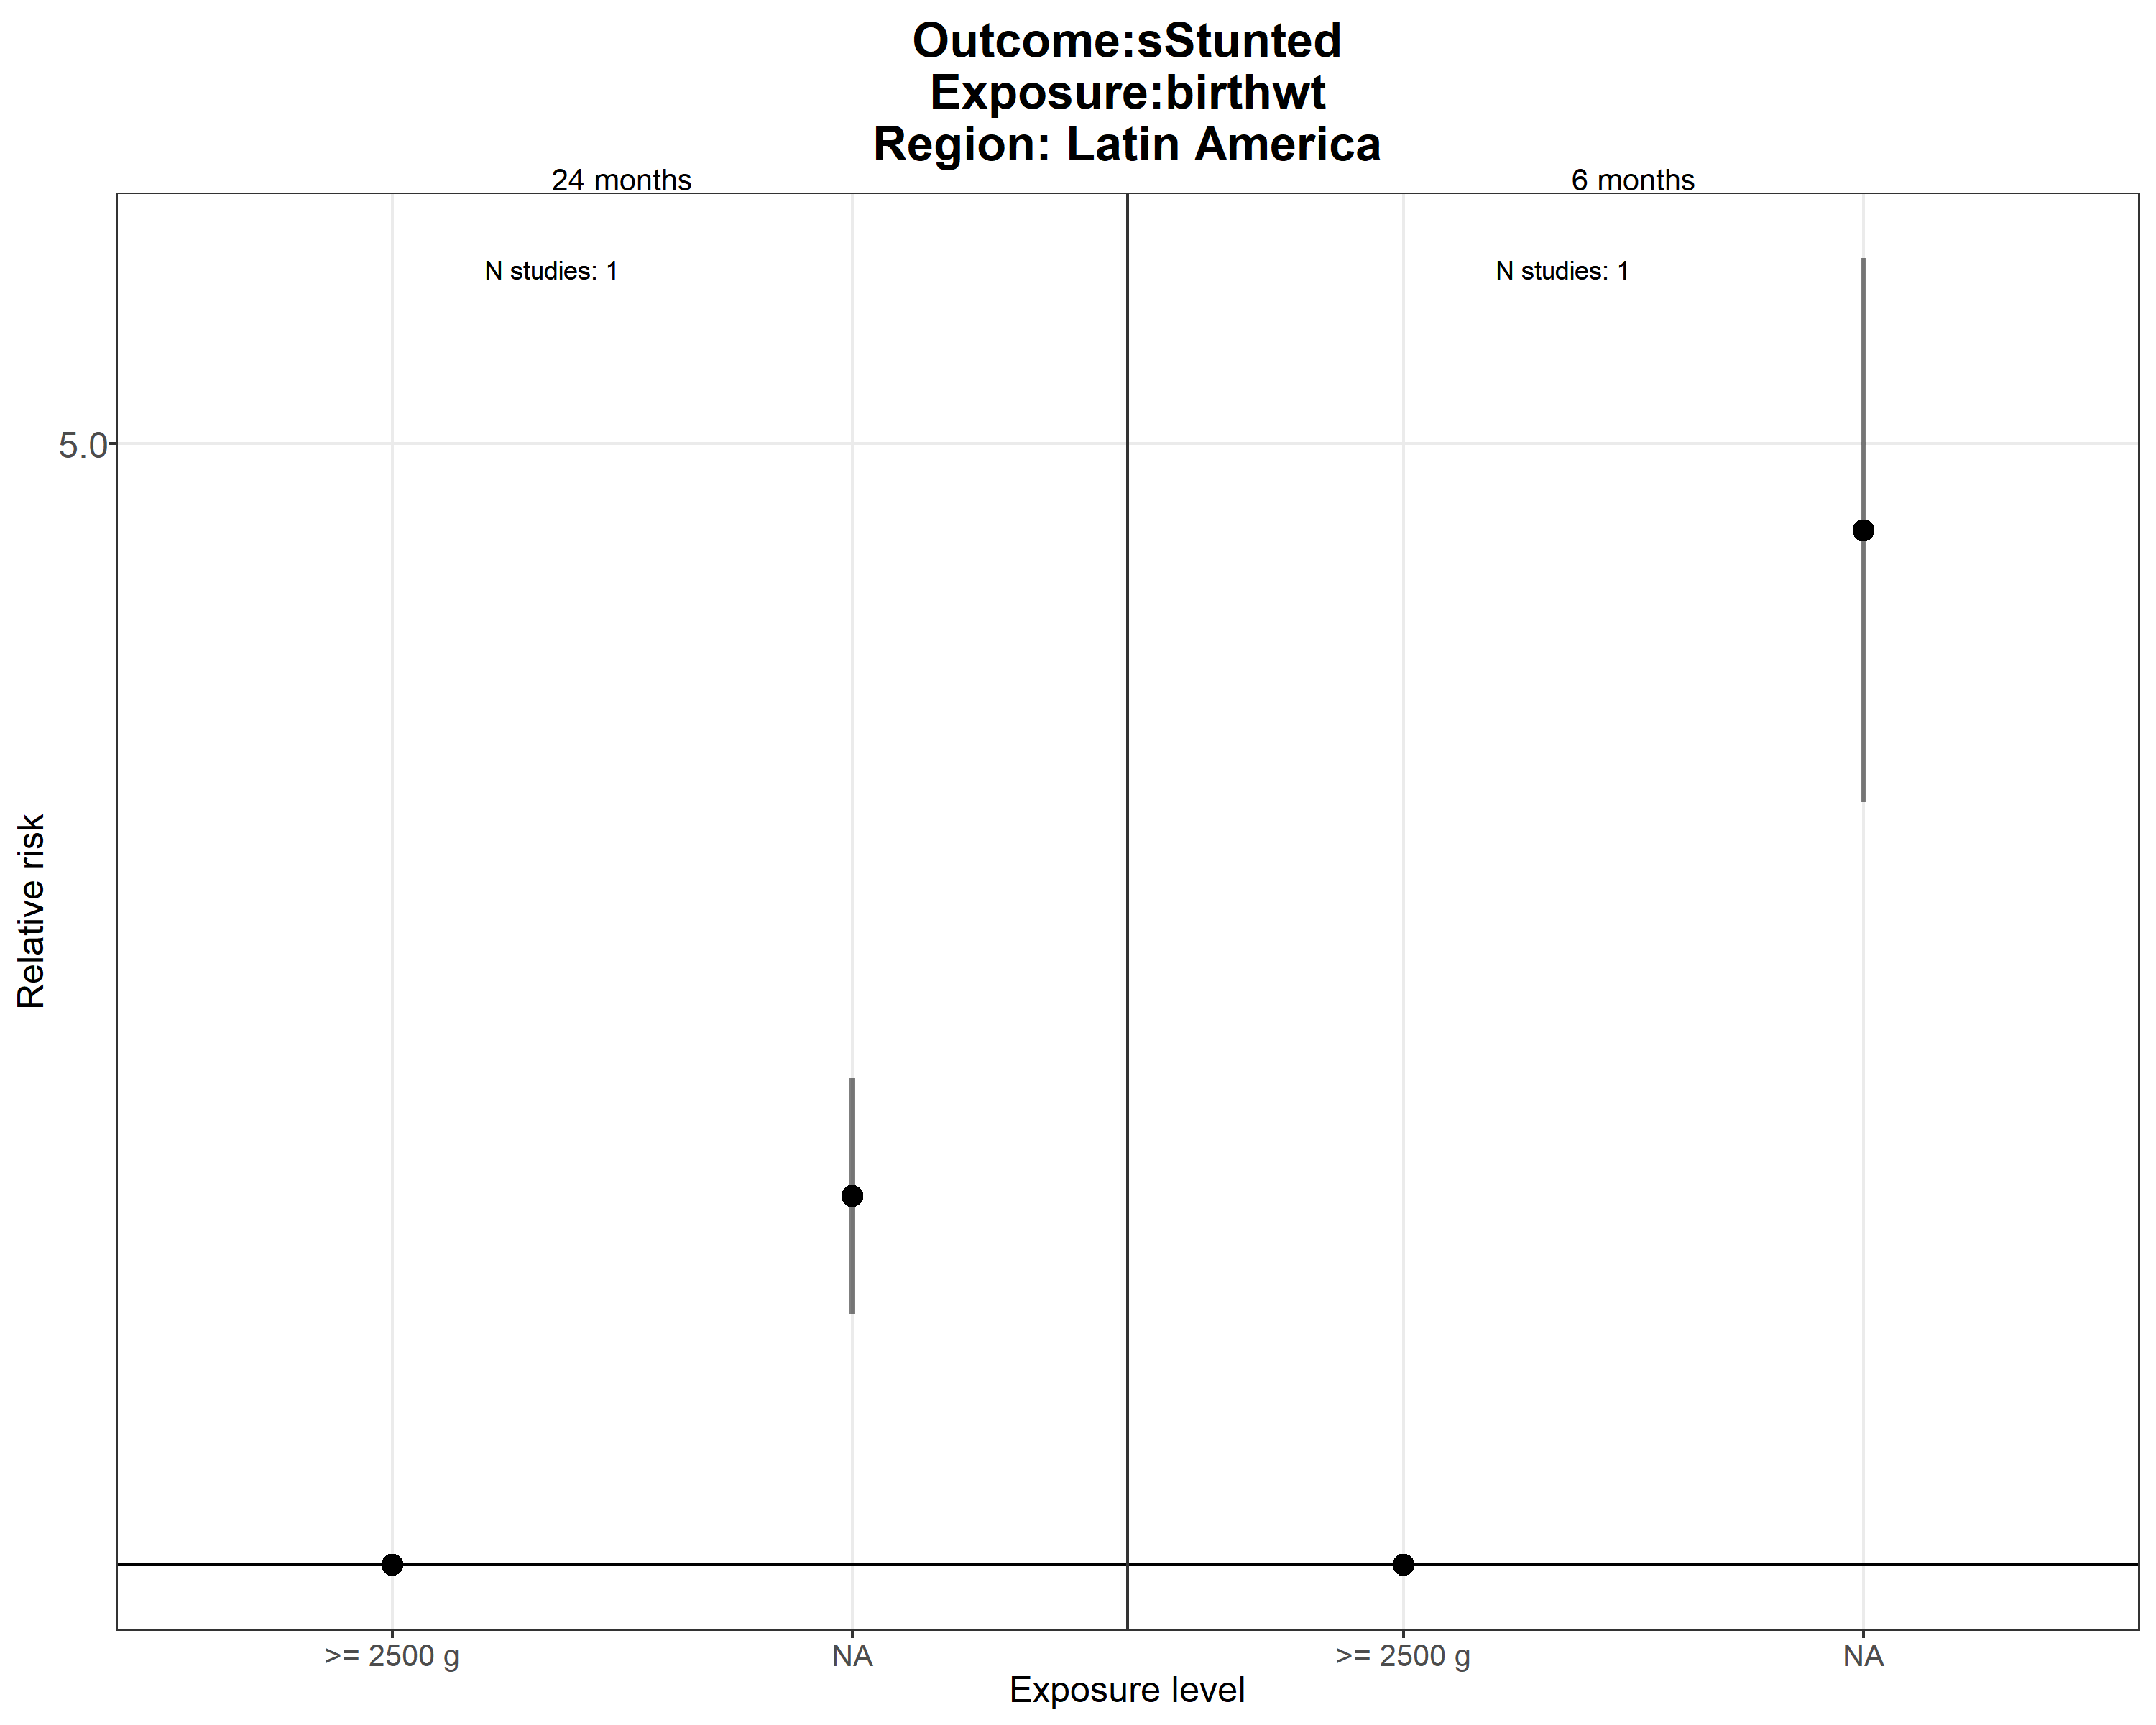 Outcome:sStunted
Exposure:birthwt
Region: Latin America
24 months
6 months
N studies: 1
N studies: 1
5.0
Relative risk
>= 2500 g
NA
>= 2500 g
NA
Exposure level